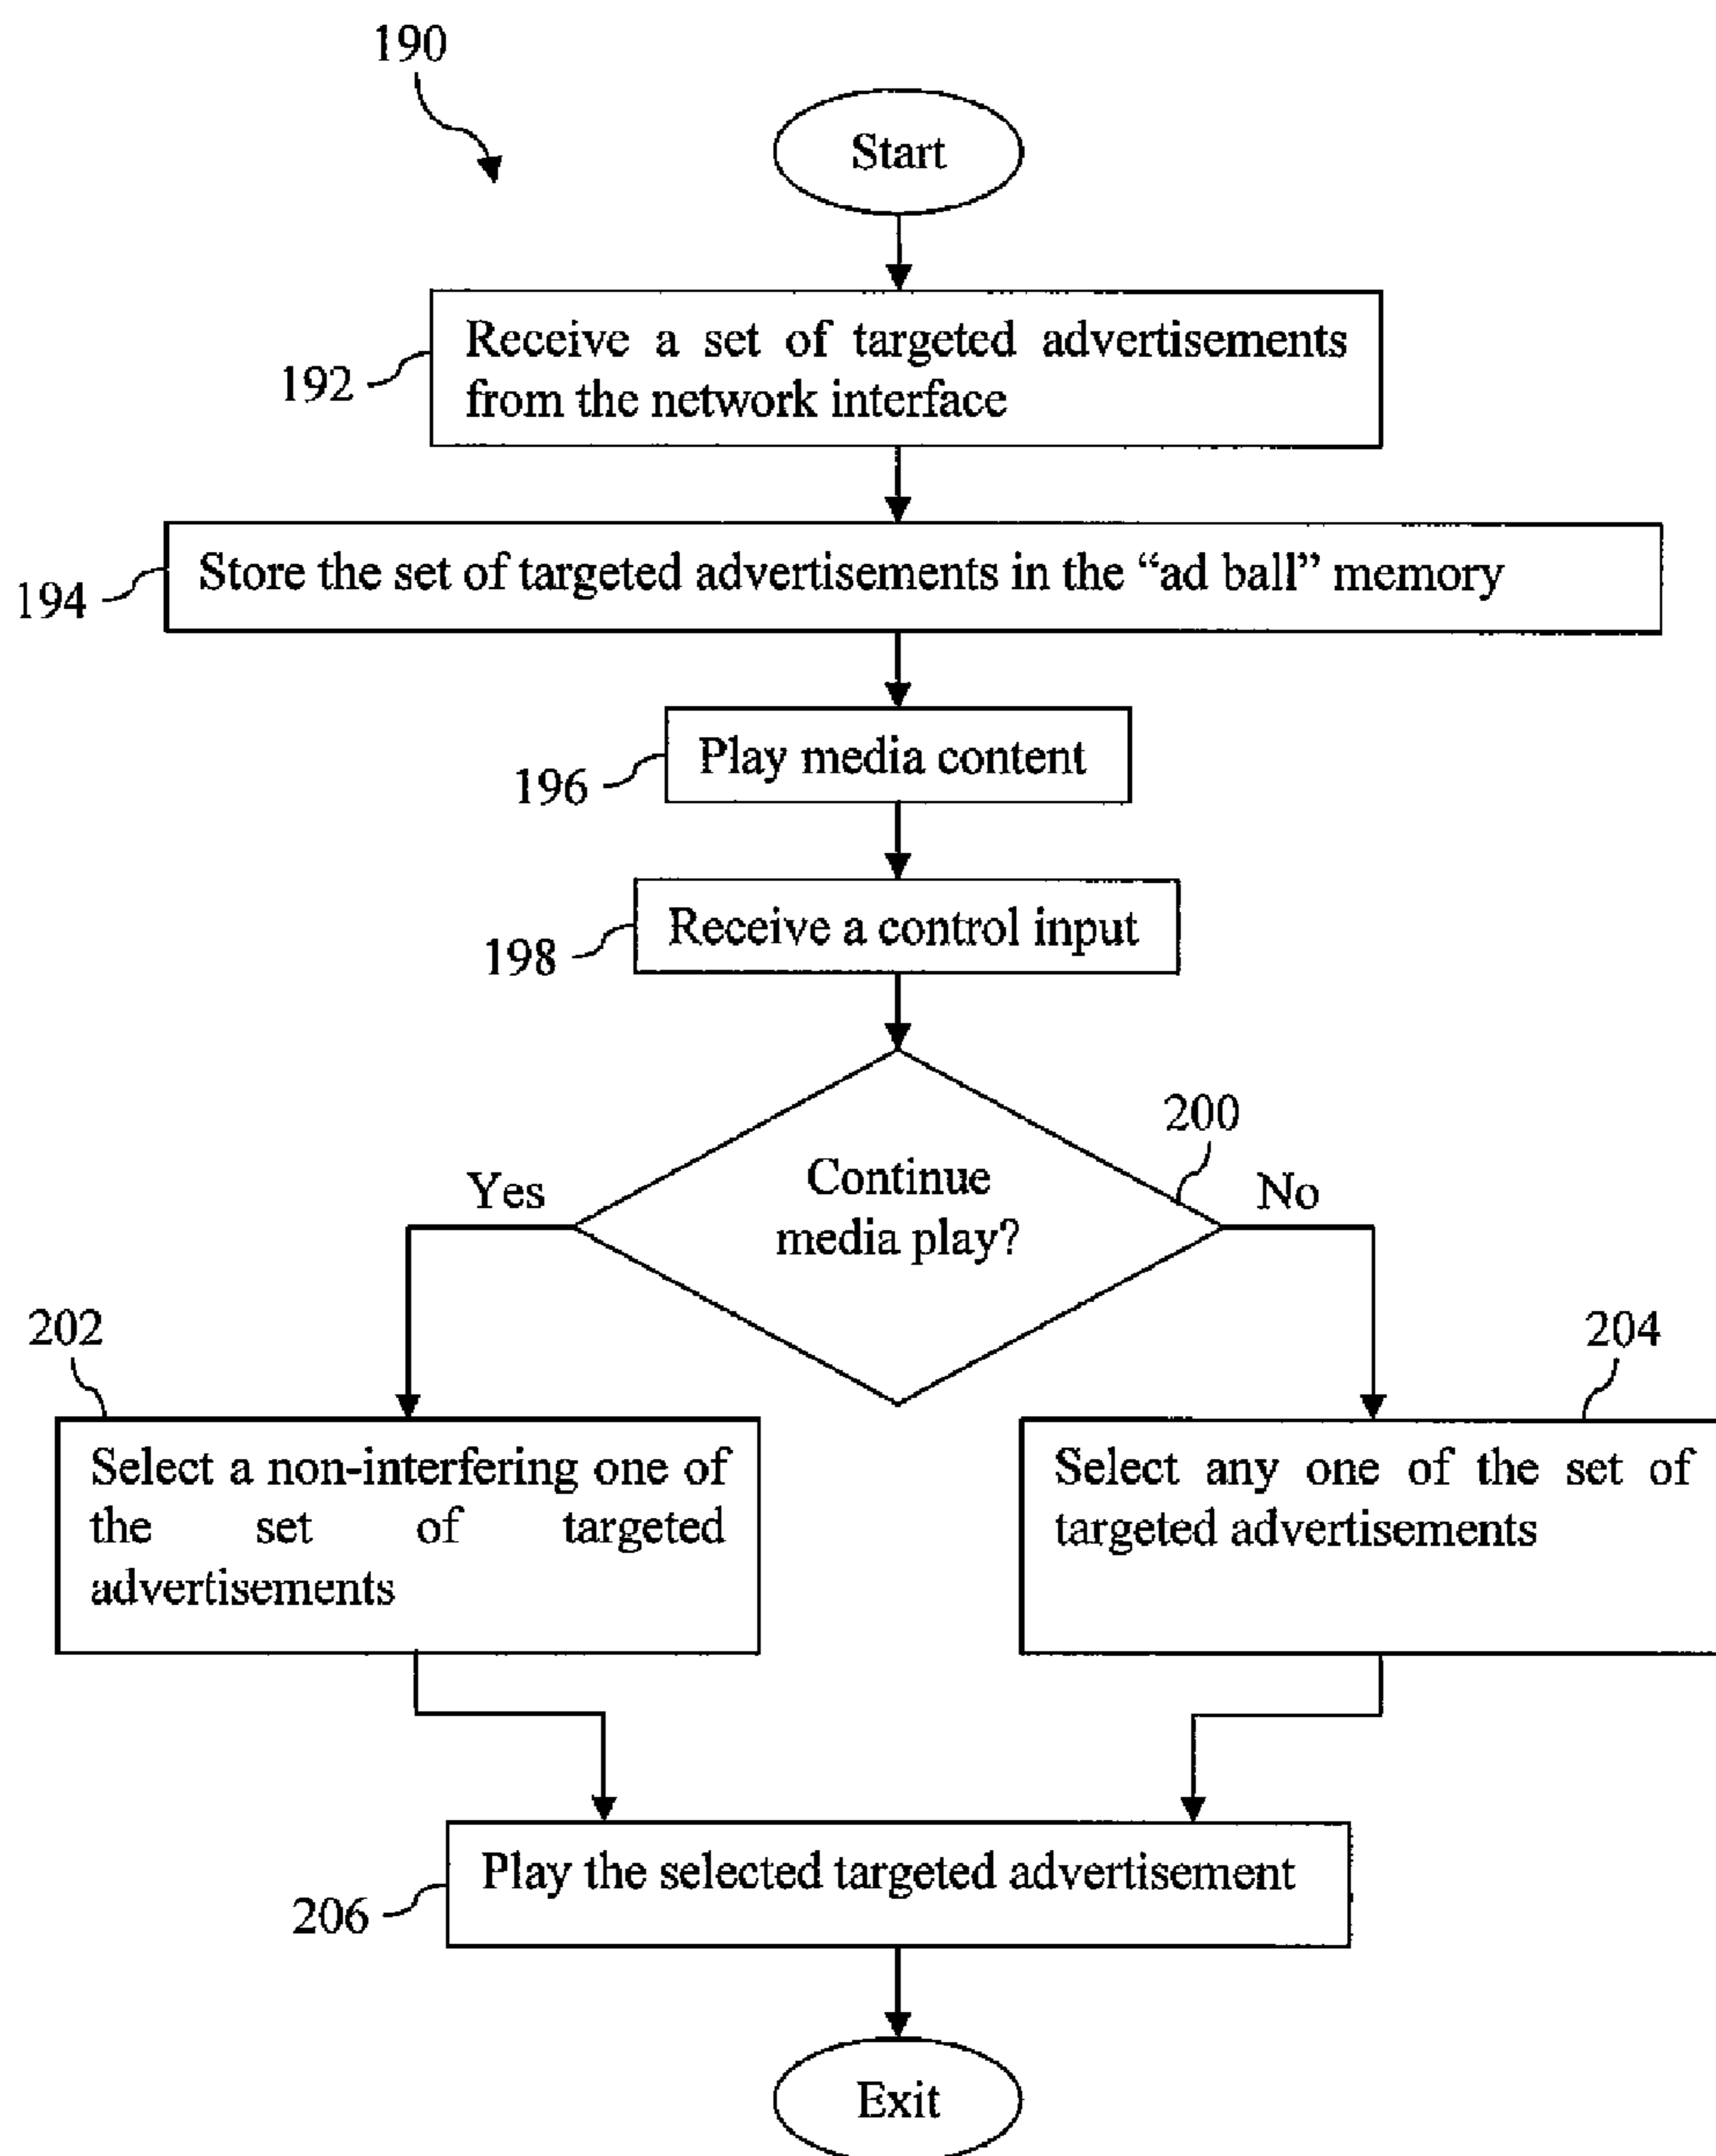 190
Start
192
Receive a set of targeted advertisements
from the network interface
194
Store the set of targeted advertisements in the “ad ball” memory
196
Play media content
198
Receive a control input
200
Continue
media play?
Yes
No
202
Select a non-interfering one of
the set of targeted
advertisements
204
Select any one of the set of
targeted advertisements
206
Play the selected targeted advertisement
Exit